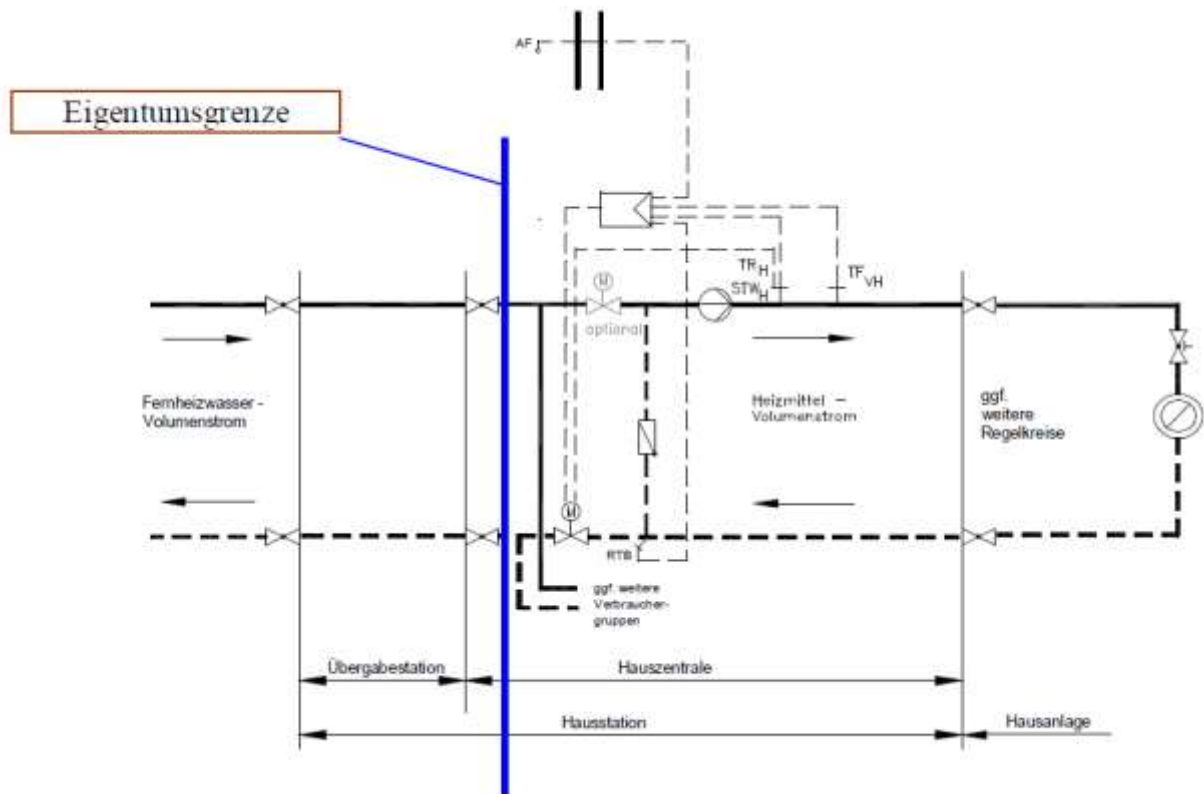 AF
Eigentumsgrenze
TR H
STW H
TF VH
M
optional
Fernheizwasser -
Volumenstrom
Heizmittel –
Volumenstrom
ggf.
weitere
Regelkreise
M
RTB
ggf. weitere
Verbraucher-
gruppen
Übergabestation
Hauszentrale
Hausstation
Hausanlage